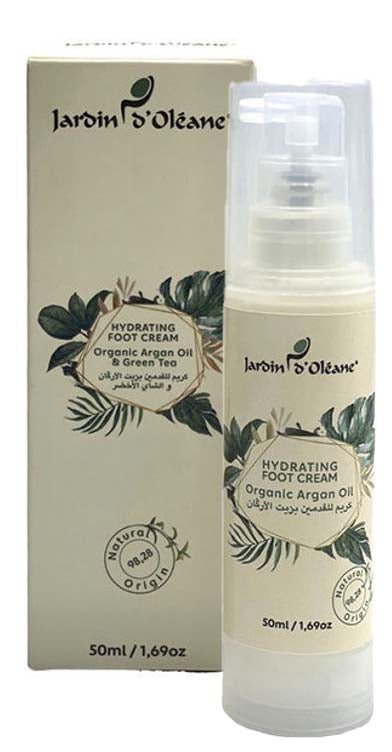 Jardin d'Oléane®
HYDRATING
FOOT CREAM
Organic Argan Oil
& Green Tea
كريم للقدمين بزيت الأركان
و الشاي الأخضر
Natural
98,28
Origin
50ml / 1,69oz
Jardin d'Oléane®
HYDRATING
FOOT CREAM
Organic Argan Oil
كريم للقدمين بزيت الأركان
Natural
98,28
Origin
50ml / 1,69oz